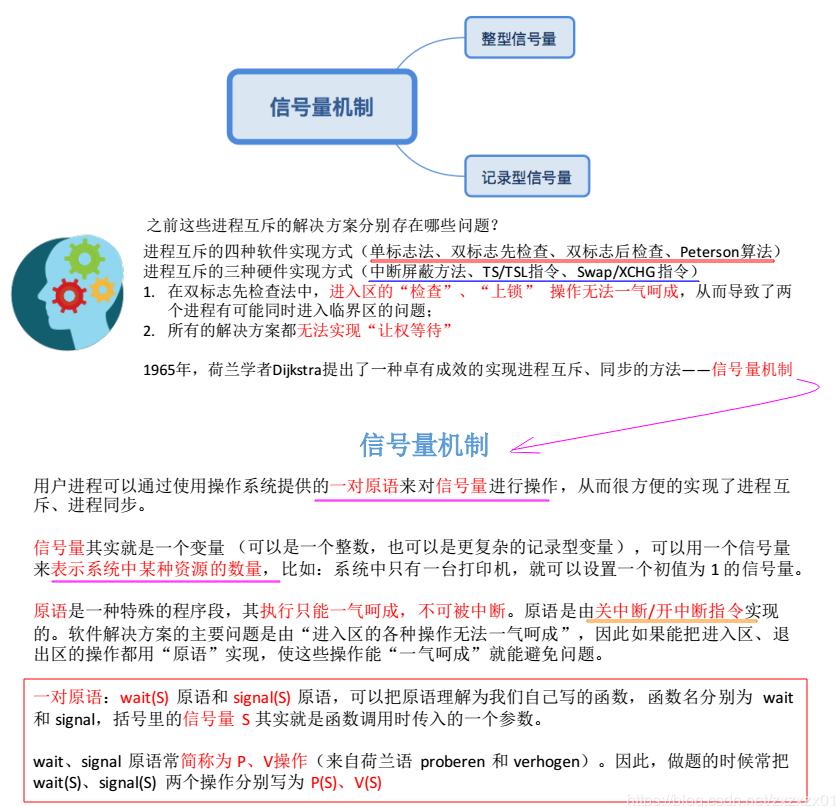 整型信号量
信号量机制
记录型信号量
之前这些进程互斥的解决方案分别存在哪些问题？
进程互斥的四种软件实现方式（单标志法、双标志先检查、双标志后检查、Peterson算法）
进程互斥的三种硬件实现方式（中断屏蔽方法、TS/TSL指令、Swap/XCHG指令）
1. 在双标志先检查法中，进入区的“检查”、“上锁” 操作无法一气呵成，从而导致了两
个进程有可能同时进入临界区的问题；
2. 所有的解决方案都无法实现“让权等待”
1965年，荷兰学者Dijkstra提出了一种卓有成效的实现进程互斥、同步的方法——信号量机制
信号量机制
用户进程可以通过使用操作系统提供的一对原语来对信号量进行操作，从而很方便的实现了进程互
斥、进程同步。
信号量其实就是一个变量（可以是一个整数，也可以是更复杂的记录型变量），可以用一个信号量
来表示系统中某种资源的数量，比如：系统中只有一台打印机，就可以设置一个初值为 1 的信号量。
原语是一种特殊的程序段，其执行只能一气呵成，不可被中断。原语是由关中断/开中断指令实现
的。软件解决方案的主要问题是由“进入区的各种操作无法一气呵成”，因此如果能把进入区、退
出区的操作都用“原语”实现，使这些操作能“一气呵成”就能避免问题。
一对原语：wait(S) 原语和 signal(S) 原语，可以把原语理解为我们自己写的函数，函数名分别为 wait
和 signal，括号里的信号量 S 其实就是函数调用时传入的一个参数。
wait、signal 原语常简称为 P、V操作（来自荷兰语 proberen 和 verhogen）。因此，做题的时候常把
wait(S)、signal(S) 两个操作分别写为 P(S)、V(S)